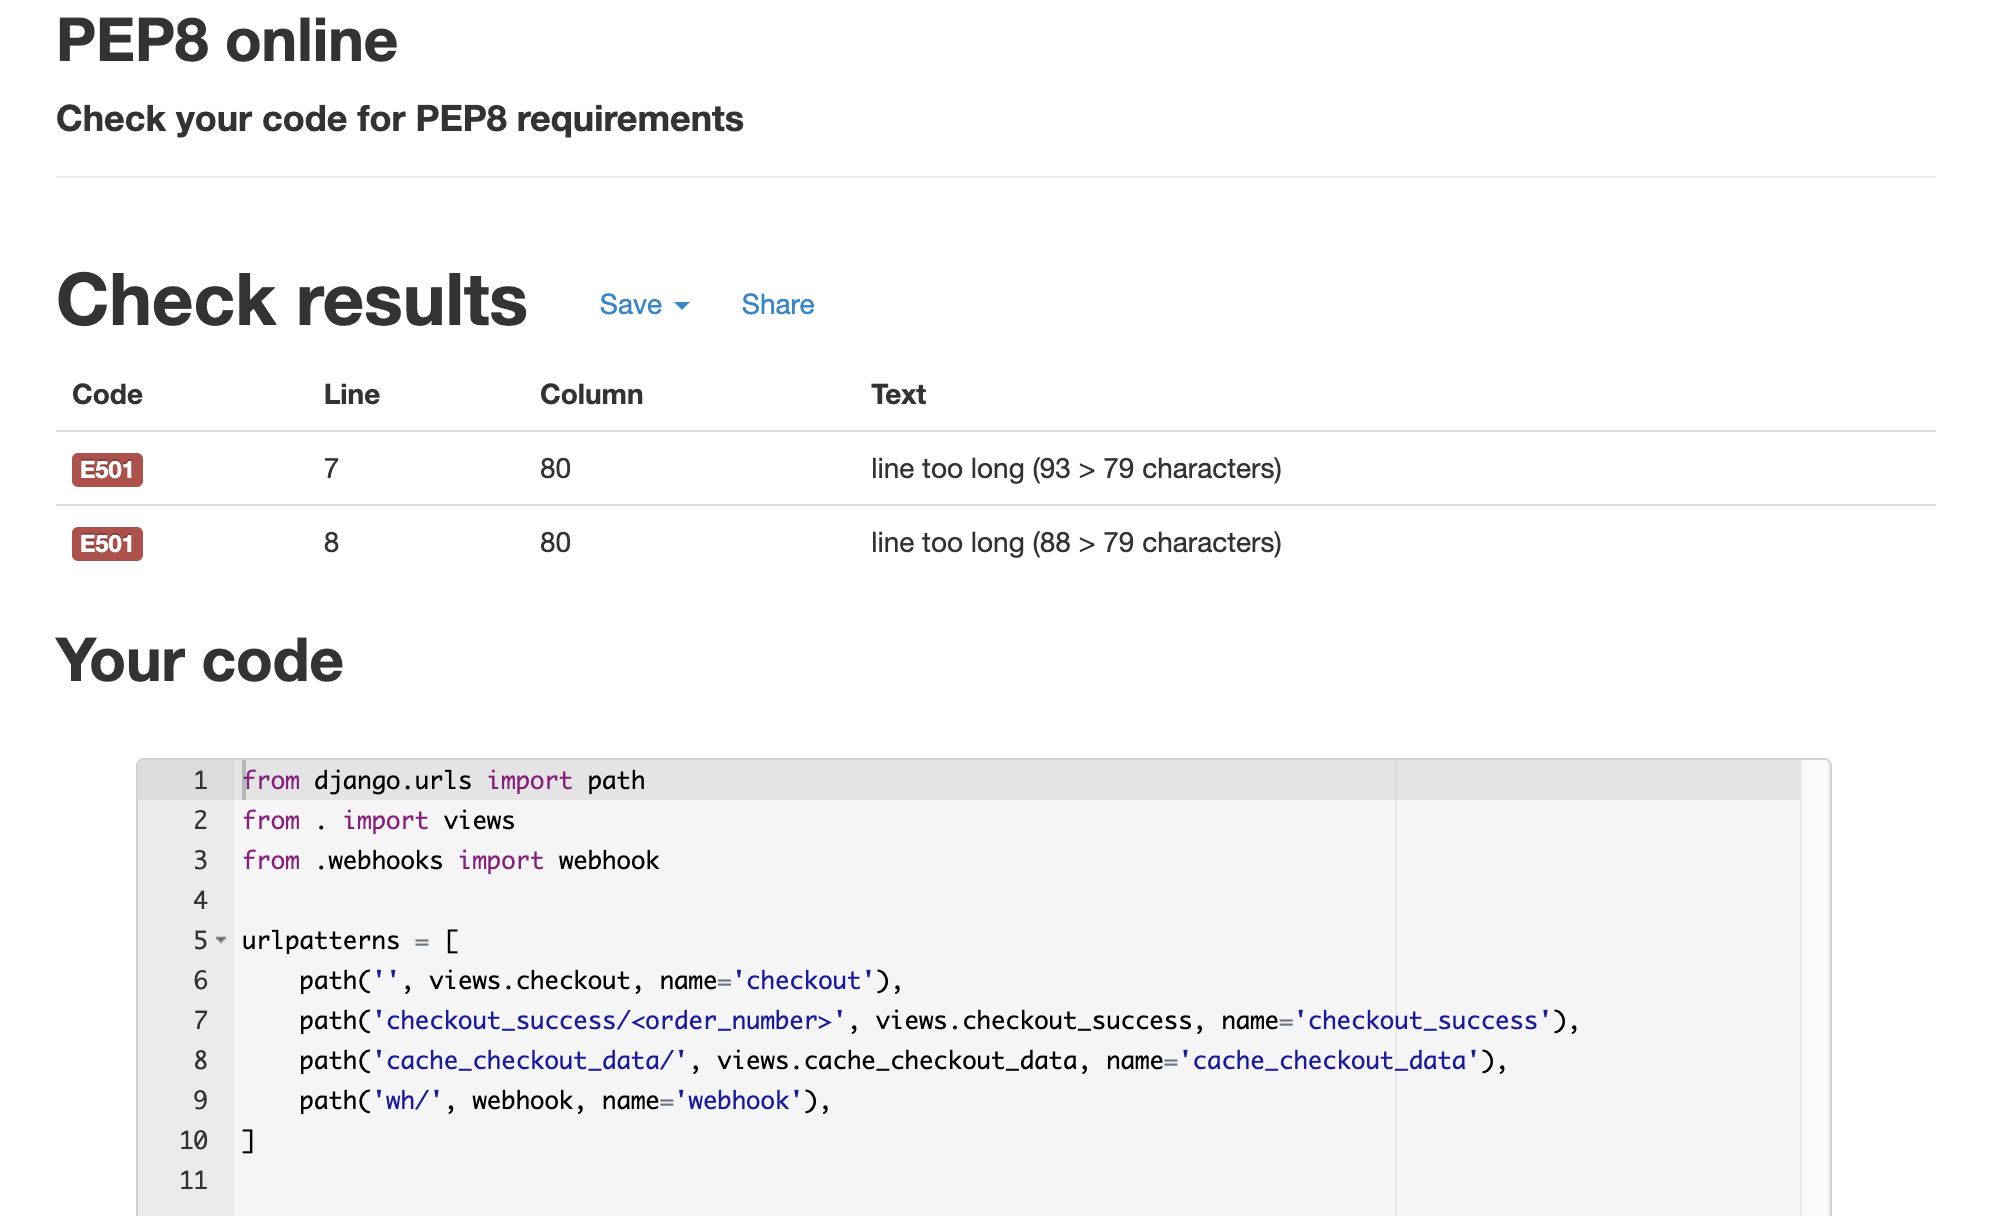 PEP8 online
Check your code for PEP8 requirements
Check results Save Share
Code Line Column Text
E501 7 80 line too long (93 > 79 characters)
E501 8 80 line too long (88 > 79 characters)
Your code
1 from django.urls import path
2 from . import views
3 from .webhooks import webhook
4
5 urlpatterns = [
6     path('', views.checkout, name='checkout'),
7     path('checkout_success/<order_number>', views.checkout_success, name='checkout_success'),
8     path('cache_checkout_data/', views.cache_checkout_data, name='cache_checkout_data'),
9     path('wh/', webhook, name='webhook'),
10 ]
11